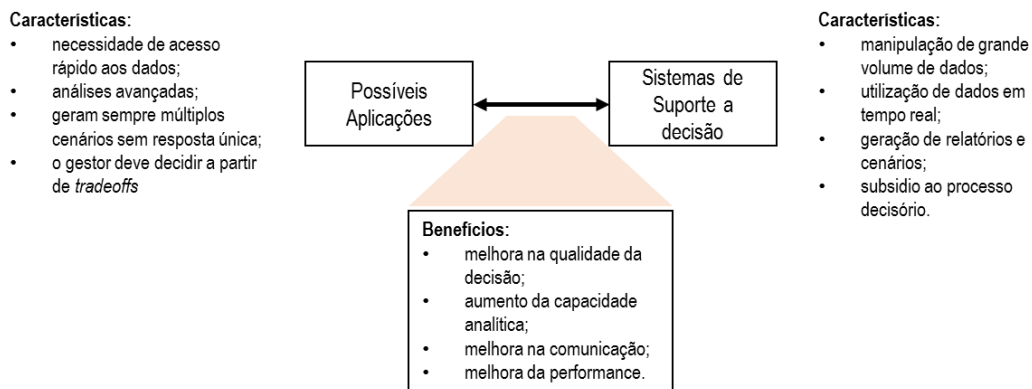 Características:
• necessidade de acesso
rápido aos dados;
• análises avançadas;
• geram sempre múltiplos
cenários sem resposta única;
• o gestor deve decidir a partir
de tradeoffs
Possíveis
Aplicações
Sistemas de
Suporte a
decisão
Características:
• manipulação de grande
volume de dados;
• utilização de dados em
tempo real;
• geração de relatórios e
cenários;
• subsidio ao processo
decisório.
Benefícios:
• melhora na qualidade da
decisão;
• aumento da capacidade
analítica;
• melhora na comunicação;
• melhora da performance.